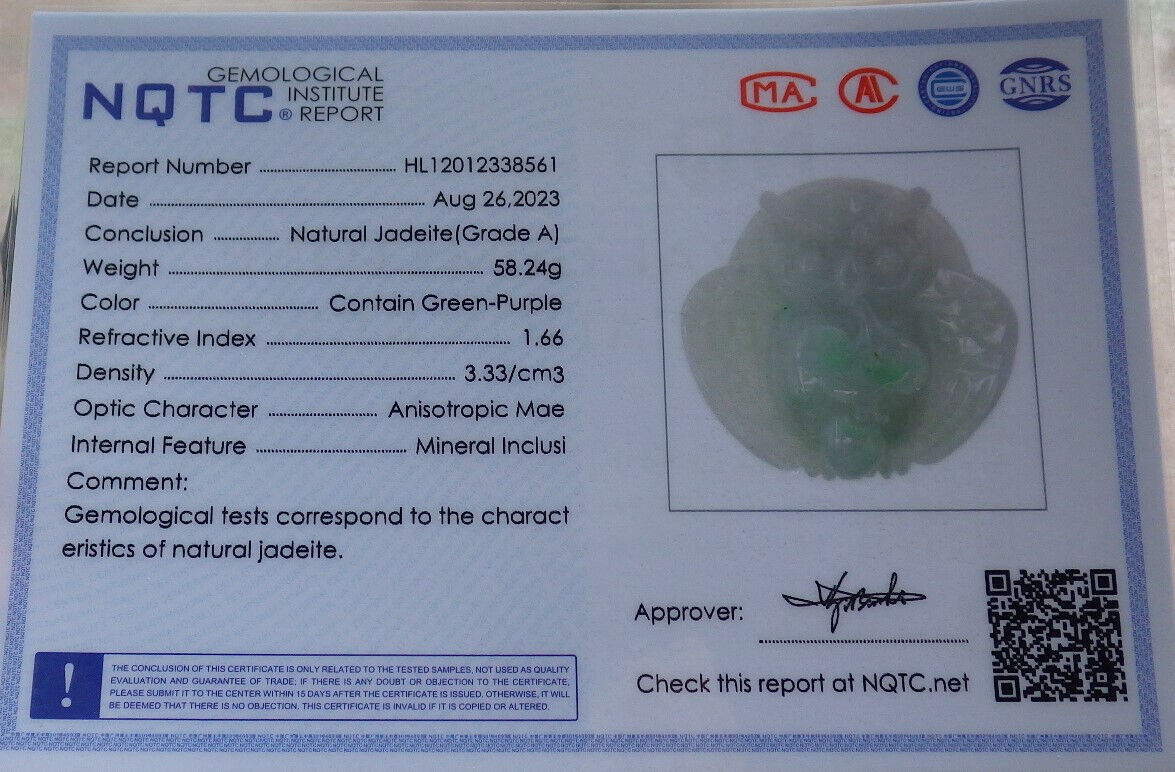 GEMOLOGICAL
NQTC® INSTITUTE
REPORT
MA
AL
GWS
GNRS
Report Number ........ HL12012338561
Date ........ Aug 26,2023
Conclusion ........ Natural Jadeite(Grade A)
Weight ........ 58.24g
Color ........ Contain Green-Purple
Refractive Index ........ 1.66
Density ........ 3.33/cm3
Optic Character ........ Anisotropic Mae
Internal Feature ........ Mineral Inclusi
Comment:
Gemological tests correspond to the charact
eristics of natural jadeite.
Approver:
Check this report at NQTC.net
!
THE CONCLUSION OF THIS CERTIFICATE IS ONLY RELATED TO THE TESTED SAMPLES, NOT USED AS QUALITY
EVALUATION AND GUARANTEE OF TRADE; IF THERE IS ANY DOUBT OR OBJECTION TO THE CERTIFICATE,
PLEASE SUBMIT IT TO THE CENTER WITHIN 15 DAYS AFTER THE CERTIFICATE IS ISSUED. OTHERWISE, IT WILL
BE DEEMED THAT THERE IS NO OBJECTION. THIS CERTIFICATE IS INVALID IF IT IS COPIED OR ALTERED.